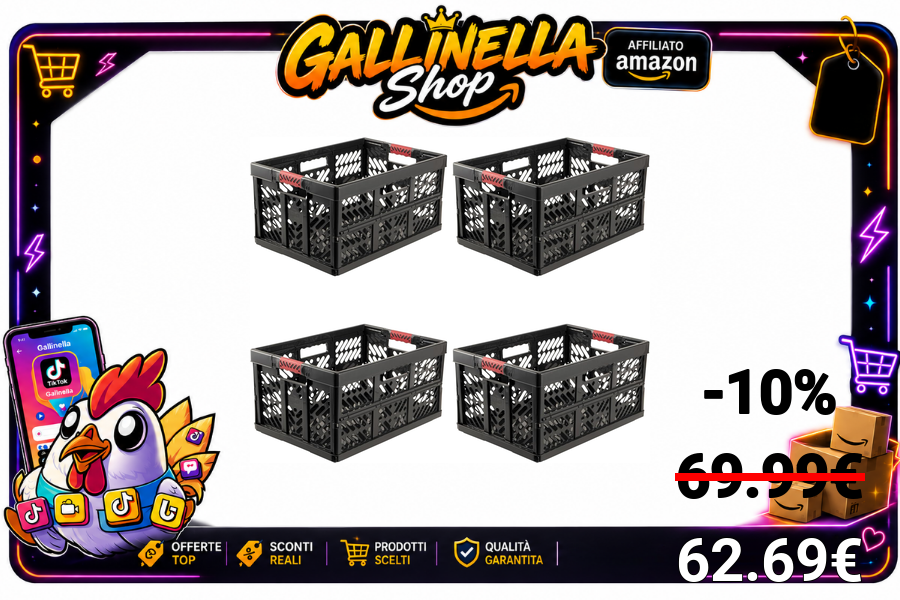 GALLINELLA
Shop
AFFILIATO
amazon
Gallinella
TikTok
Gallinella
-10%
69.99€
62.69€
OFFERTE
TOP
SCONTI
REALI
PRODOTTI
SCELTI
QUALITÀ
GARANTITA